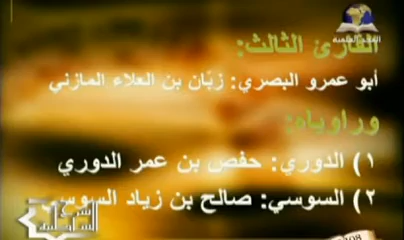 القارئ الثالث:
أبو عمرو البصري: زبّان بن العلاء المازني
وراوياه:
١) الدوري: حفص بن عمر الدوري
٢) السوسي: صالح بن زياد السوسي